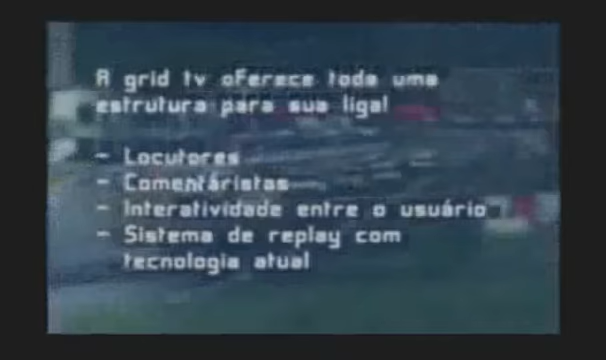 A grid tv oFerece toda uma
estrutura para sua liga!
- Locutores
- Comentáristas
- Interatividade entre o usuário
- Sistema de replay com
tecnologia atual